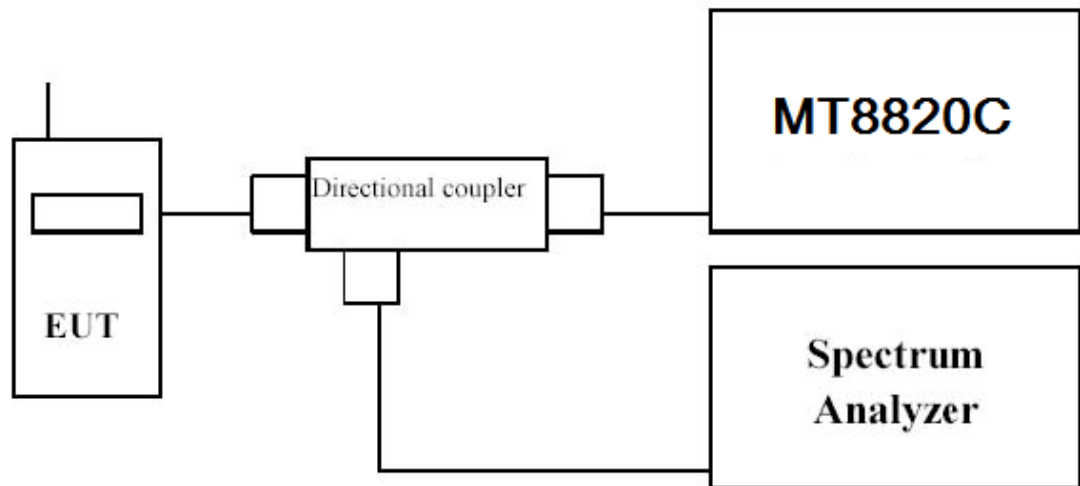 MT8820C
Directional coupler
EUT
Spectrum
Analyzer